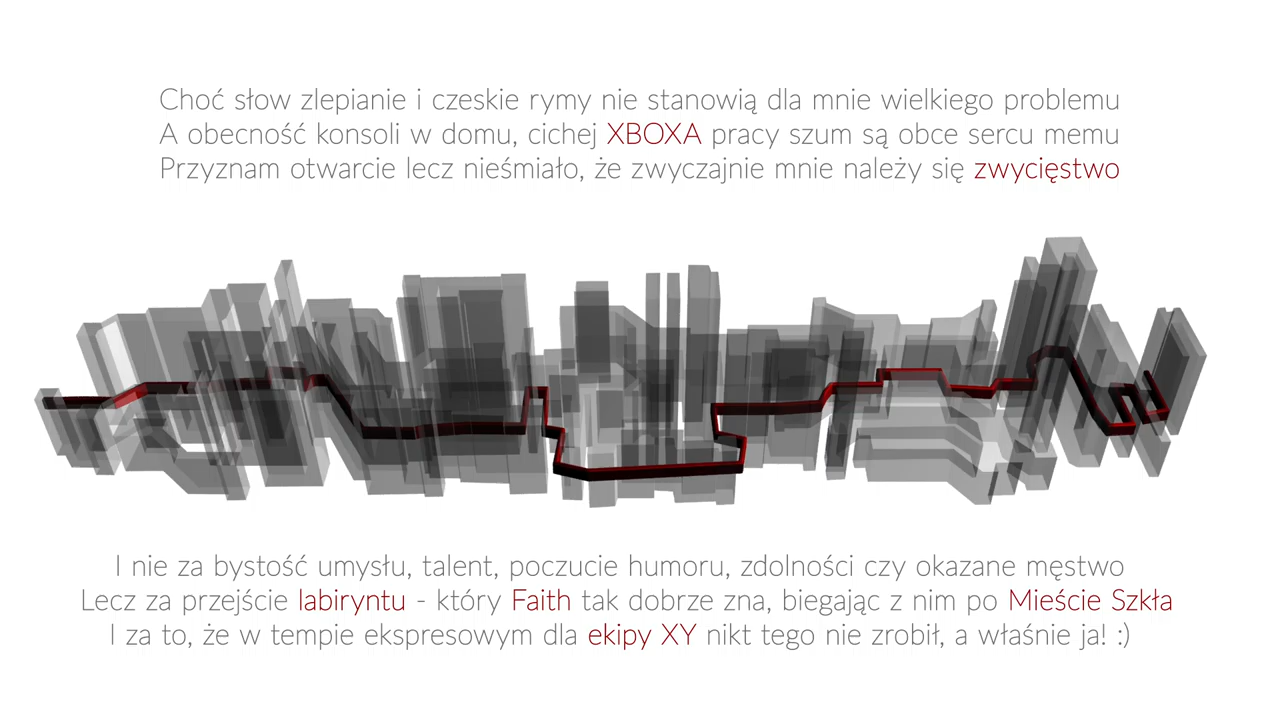 Choć słow zlepianie i czeskie rymy nie stanowią dla mnie wielkiego problemu
A obecność konsoli w domu, cichej XBOXA pracy szum są obce sercu memu
Przyznam otwarcie lecz nieśmiało, że zwyczajnie mnie należy się zwycięstwo
I nie za bystość umysłu, talent, poczucie humoru, zdolności czy okazane męstwo
Lecz za przejście labiryntu - który Faith tak dobrze zna, biegając z nim po Mieście Szkła
I za to, że w tempie ekspresowym dla ekipy XY nikt tego nie zrobił, a właśnie ja! :)